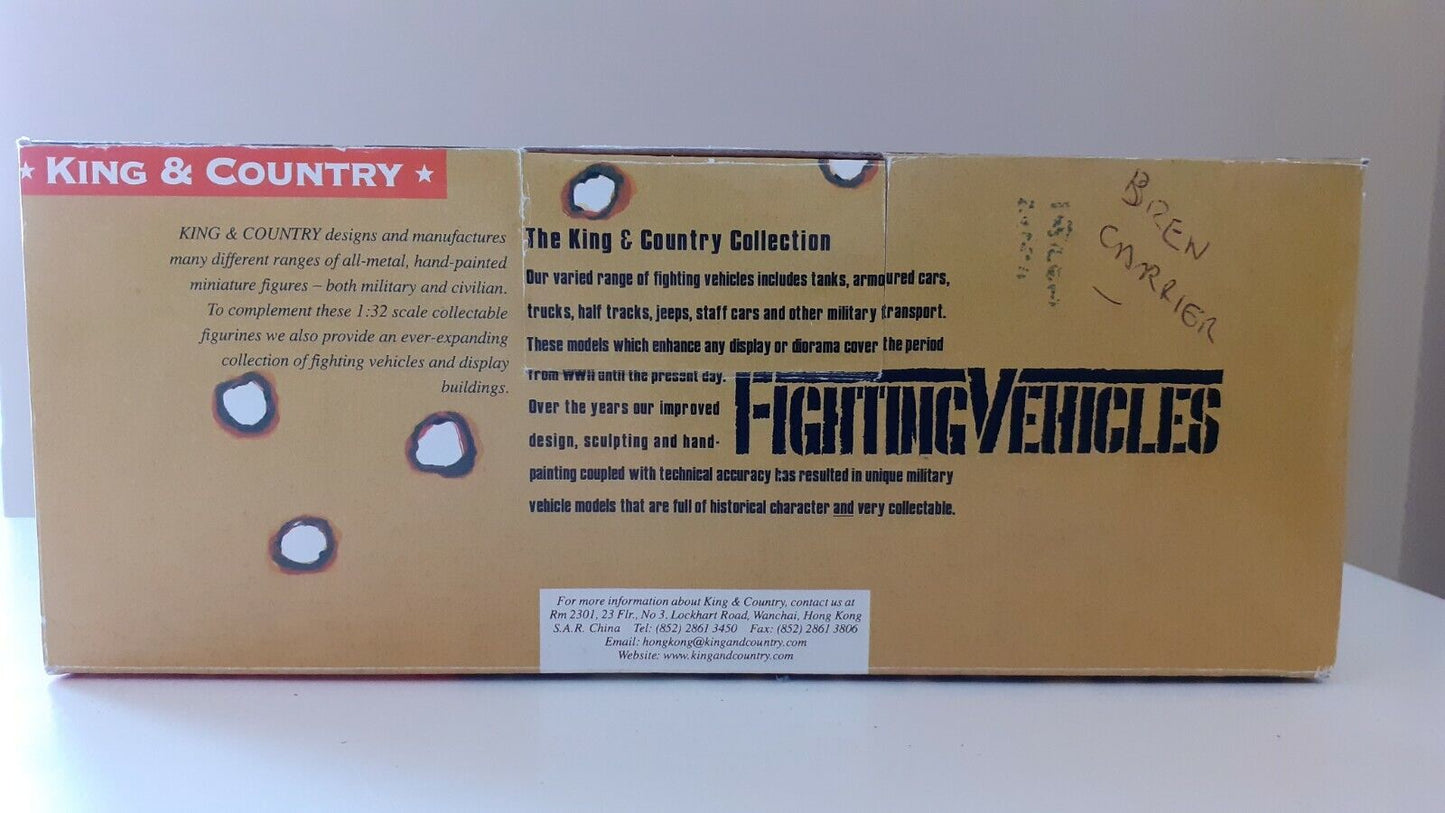 KING & COUNTRY
KING & COUNTRY designs and manufactures
many different ranges of all-metal, hand-painted
miniature figures – both military and civilian.
To complement these 1:32 scale collectable
figurines we also provide an ever-expanding
collection of fighting vehicles and display
buildings.
The King & Country Collection
Our varied range of fighting vehicles includes tanks, armoured cars,
trucks, half tracks, jeeps, staff cars and other military transport.
These models which enhance any display or diorama cover the period
from WWII until the present day.
Over the years our improved
design, sculpting and hand-
painting coupled with technical accuracy has resulted in unique military
vehicle models that are full of historical character and very collectable.
FIGHTING VEHICLES
BREN
CARRIER
For more information about King & Country, contact us at
Rm 2301, 23 Flr., No 3. Lockhart Road, Wanchai, Hong Kong
S.A.R. China Tel: (852) 2861 3450 Fax: (852) 2861 3806
Email: hongkong@kingandcountry.com
Website: www.kingandcountry.com